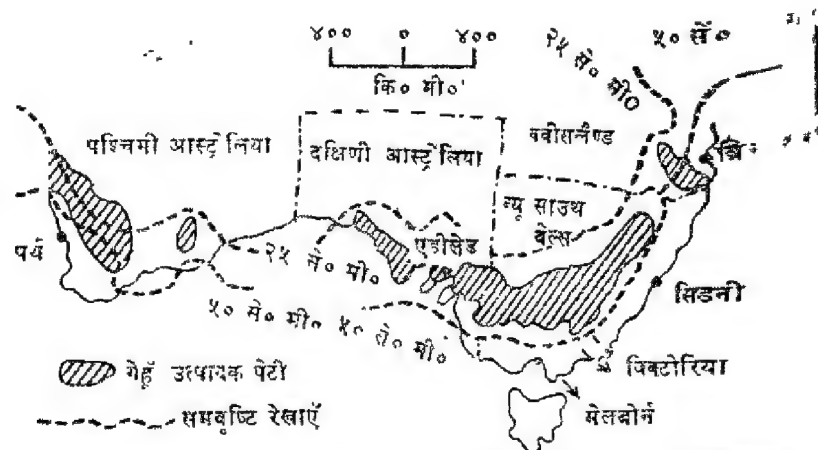 ४०० ० ४००
कि० मी०
२५ से० मी०
५० सें०
पश्चिमी आस्ट्रेलिया
दक्षिणी आस्ट्रेलिया
क्वीसलैण्ड
न्यू साउथ
वेल्स
पर्थ
एडीलेड
२५ से० मी०
५० से० मी०
५० से० मी०
सिडनी
विक्टोरिया
मेलबोर्न
गेहूँ उत्पादक पेटी
समवृष्टि रेखाएँ